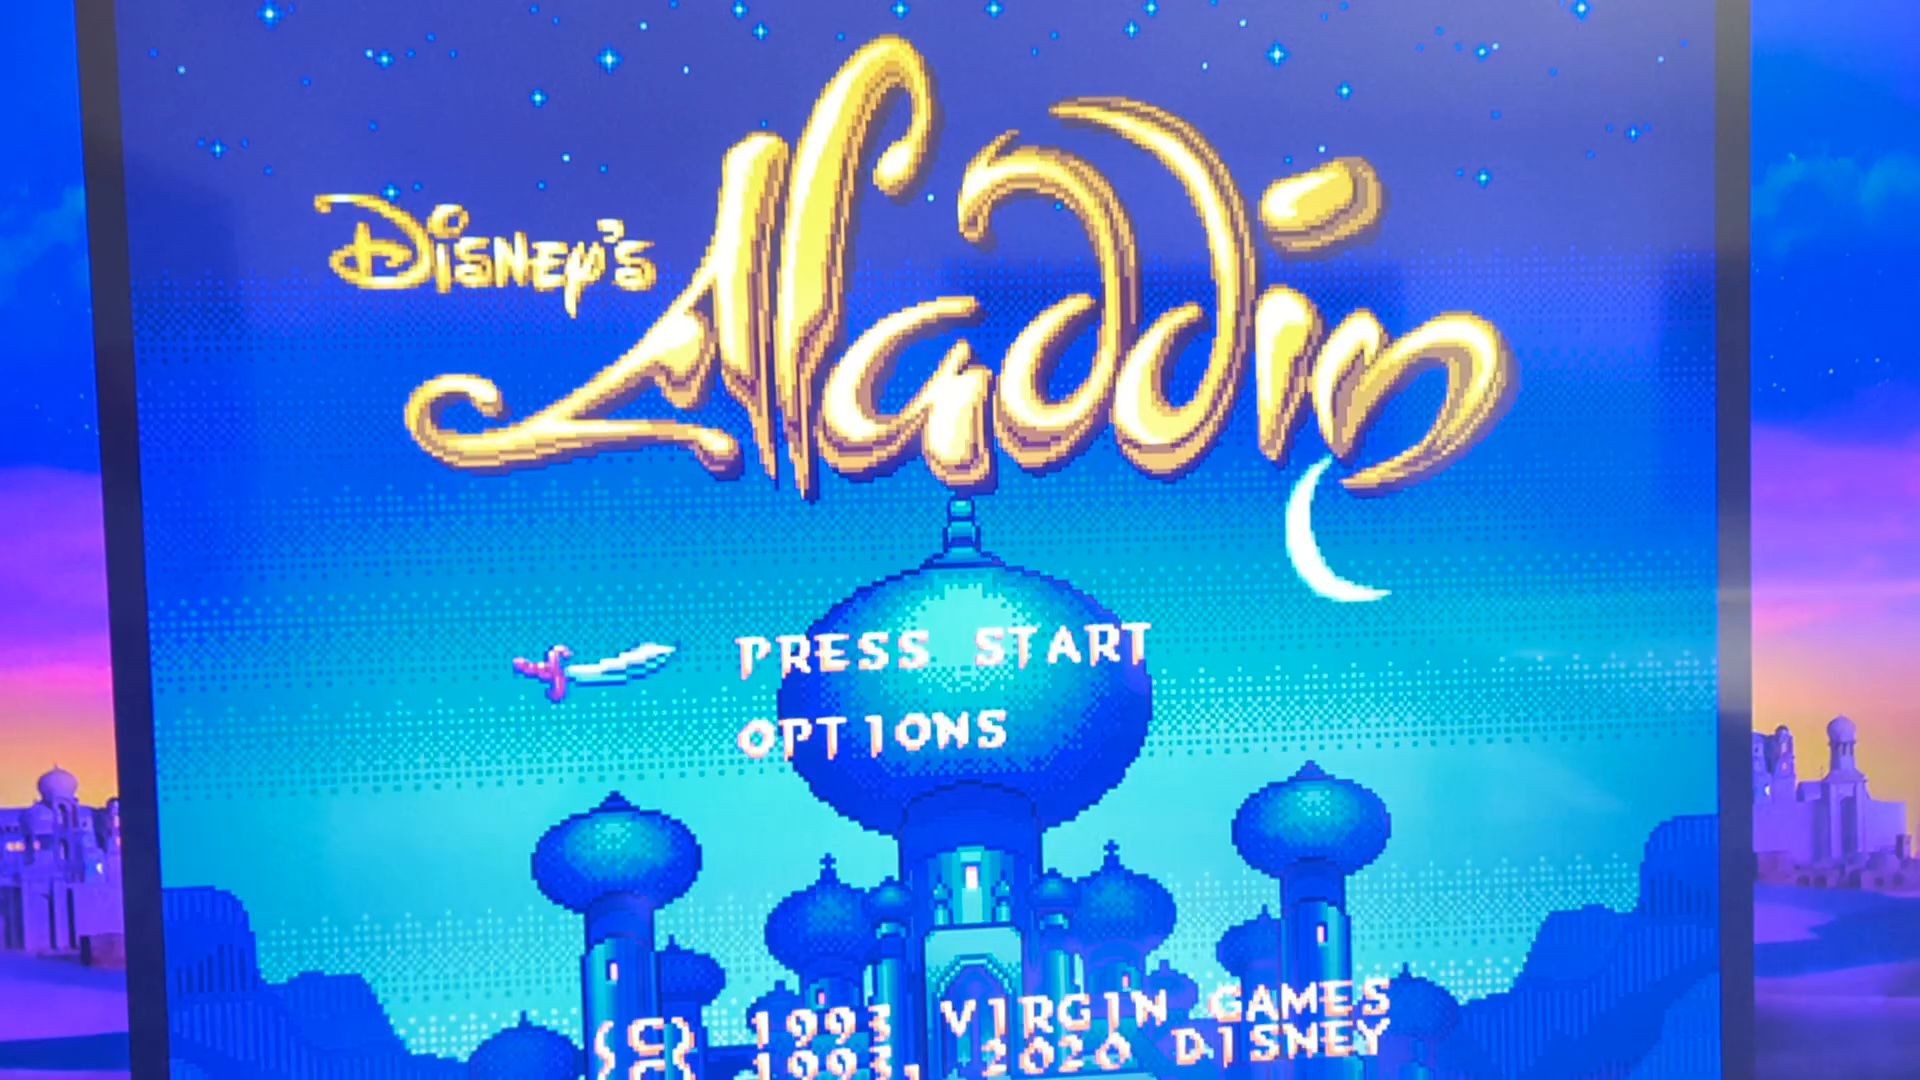 Disney's
Aladdin
PRESS START
OPTIONS
(C) 1993 VIRGIN GAMES
(C) 1993, 2020 DISNEY